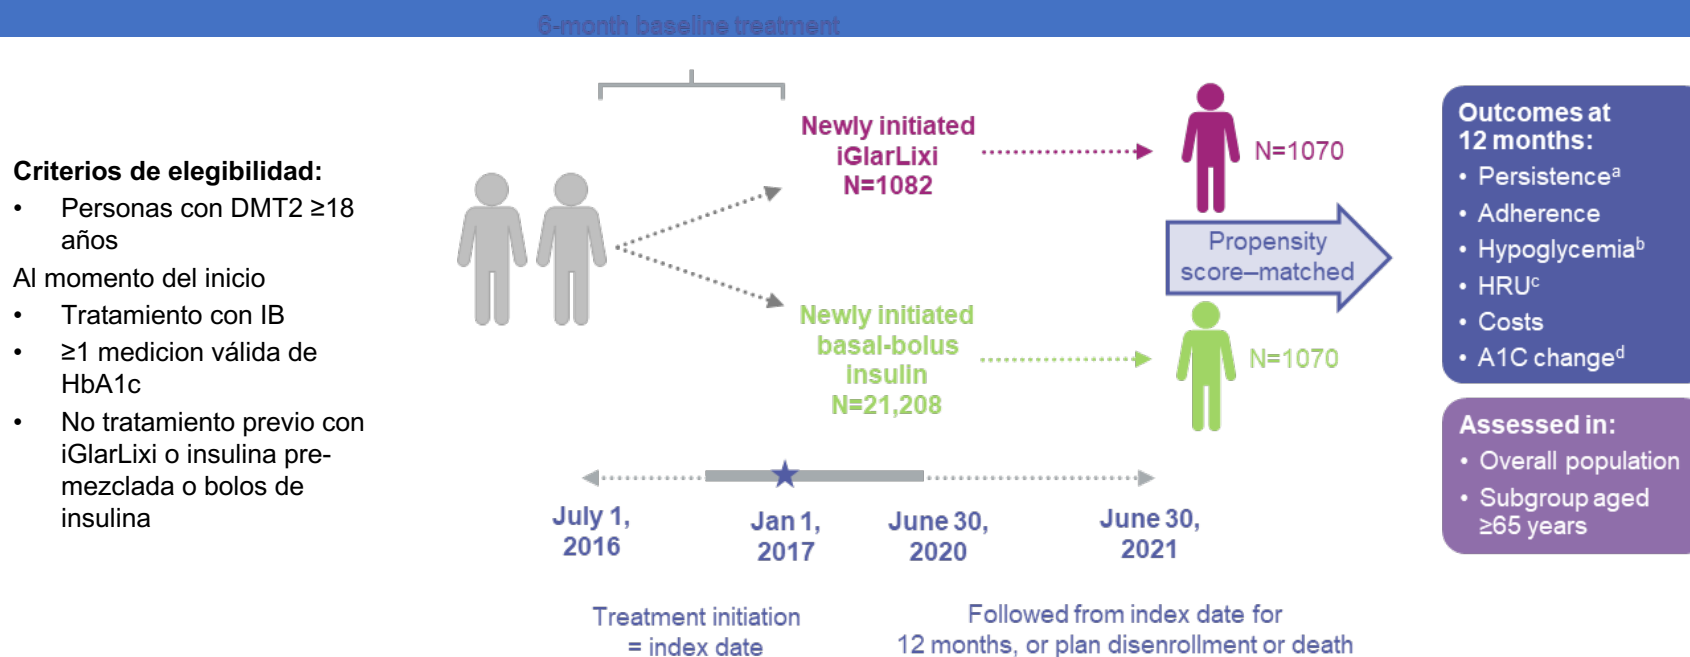 6-month baseline treatment
Criterios de elegibilidad:
• Personas con DMT2 ≥18
años
Al momento del inicio
• Tratamiento con IB
• ≥1 medicion válida de
HbA1c
• No tratamiento previo con
iGlarLixi o insulina pre-
mezclada o bolos de
insulina
Newly initiated
iGlarLixi
N=1082
N=1070
Propensity
score–matched
Newly initiated
basal-bolus
insulin
N=21,208
N=1070
July 1,
2016
Jan 1,
2017
June 30,
2020
June 30,
2021
Treatment initiation
= index date
Followed from index date for
12 months, or plan disenrollment or death
Outcomes at
12 months:
• Persistenceᵃ
• Adherence
• Hypoglycemiaᵇ
• HRUᶜ
• Costs
• A1C changeᵈ
Assessed in:
• Overall population
• Subgroup aged
≥65 years